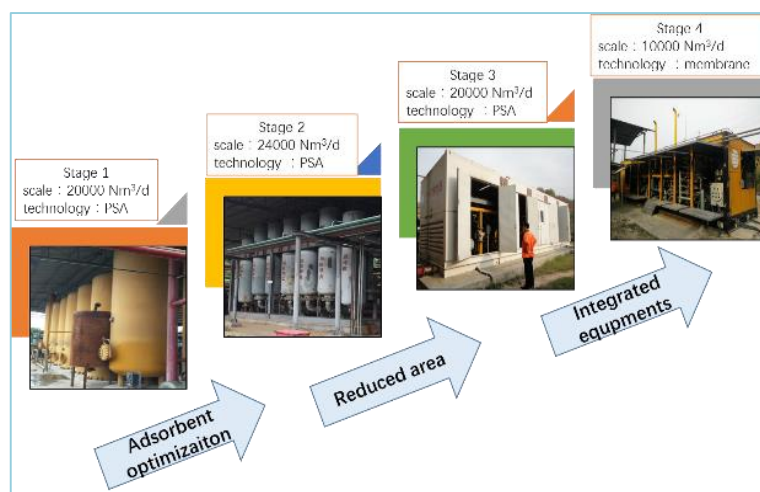 Stage 1
scale：20000 Nm³/d
technology：PSA
Stage 2
scale：24000 Nm³/d
technology：PSA
Stage 3
scale：20000 Nm³/d
technology：PSA
Stage 4
scale：10000 Nm³/d
technology：membrane
Adsorbent
optimizaiton
Reduced area
Integrated
equpments